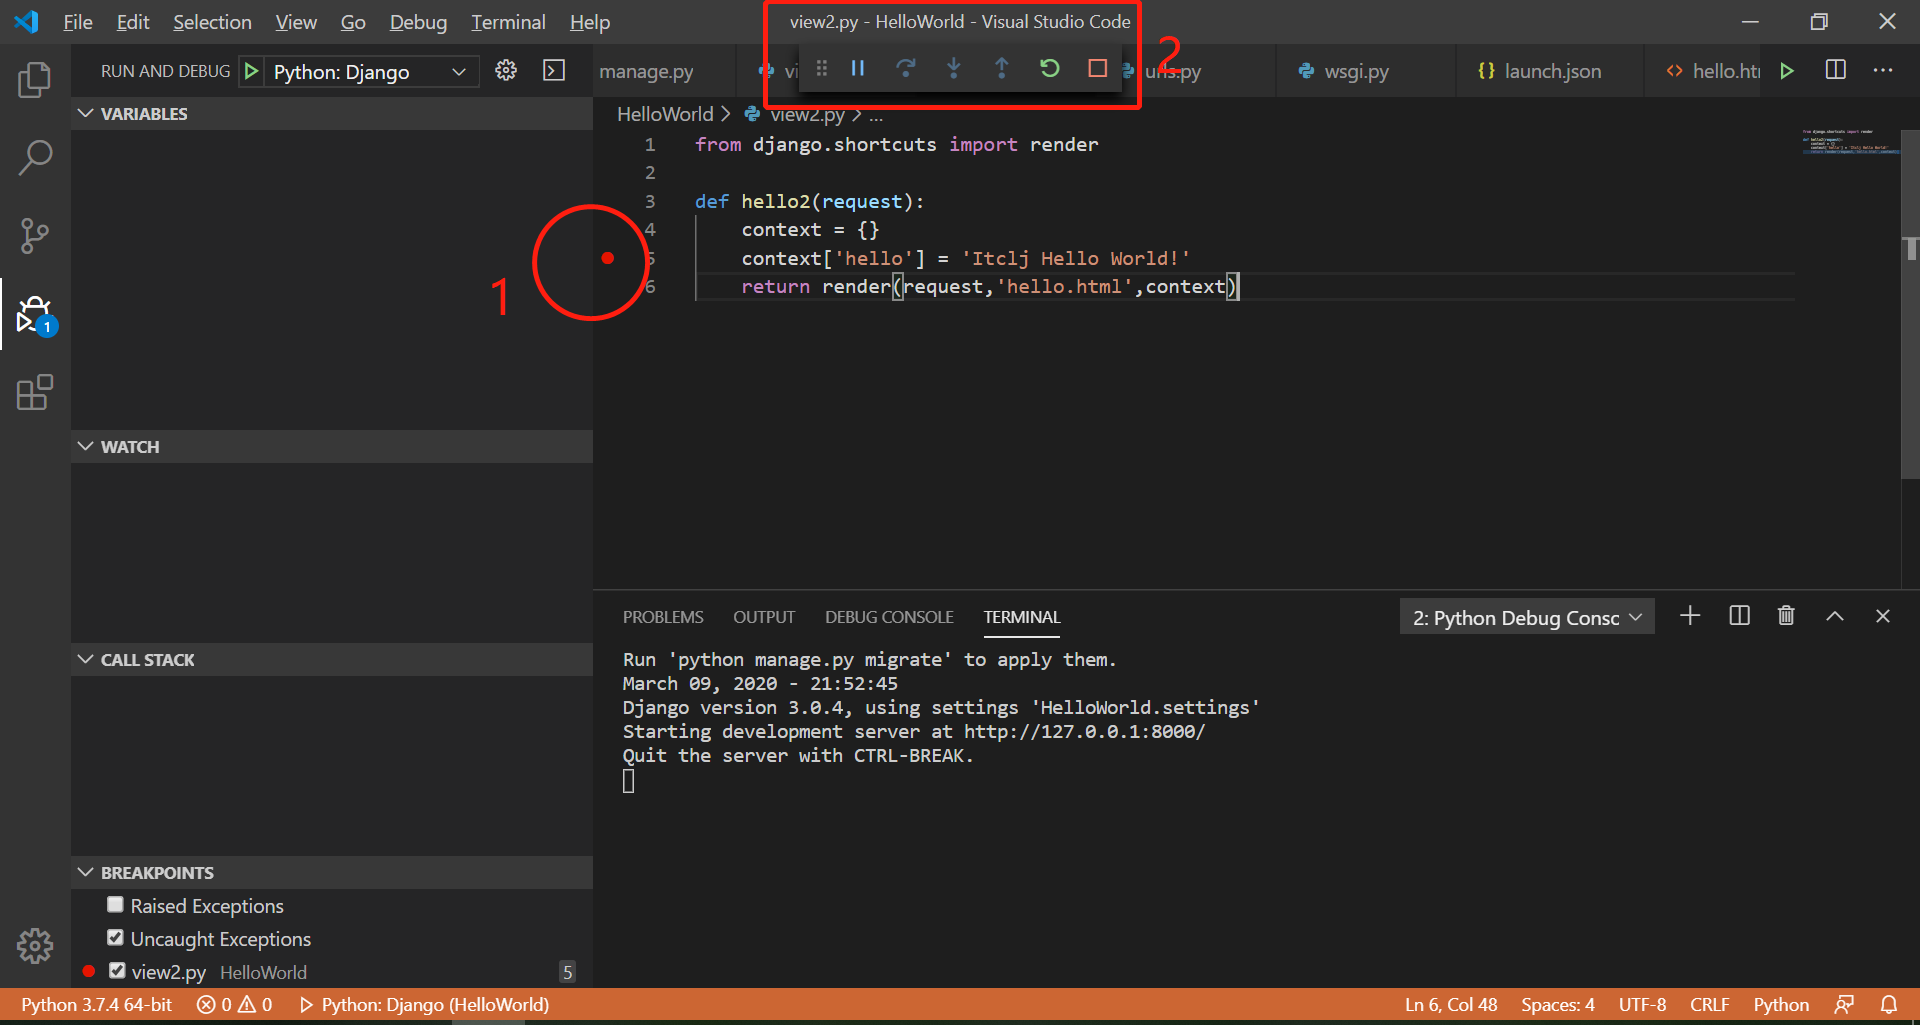 File Edit Selection View Go Debug Terminal Help
view2.py - HelloWorld - Visual Studio Code
2
RUN AND DEBUG Python: Django
manage.py vi urls.py wsgi.py {} launch.json <> hello.ht
VARIABLES
HelloWorld > view2.py > ...
1 from django.shortcuts import render
2
3 def hello2(request):
4 context = {}
5 context['hello'] = 'Itclj Hello World!'
6 return render(request,'hello.html',context)
1
1
WATCH
CALL STACK
PROBLEMS OUTPUT DEBUG CONSOLE TERMINAL 2: Python Debug Consc
Run 'python manage.py migrate' to apply them.
March 09, 2020 - 21:52:45
Django version 3.0.4, using settings 'HelloWorld.settings'
Starting development server at http://127.0.0.1:8000/
Quit the server with CTRL-BREAK.
BREAKPOINTS
Raised Exceptions
Uncaught Exceptions
view2.py HelloWorld 5
Python 3.7.4 64-bit 0 0 Python: Django (HelloWorld) Ln 6, Col 48 Spaces: 4 UTF-8 CRLF Python